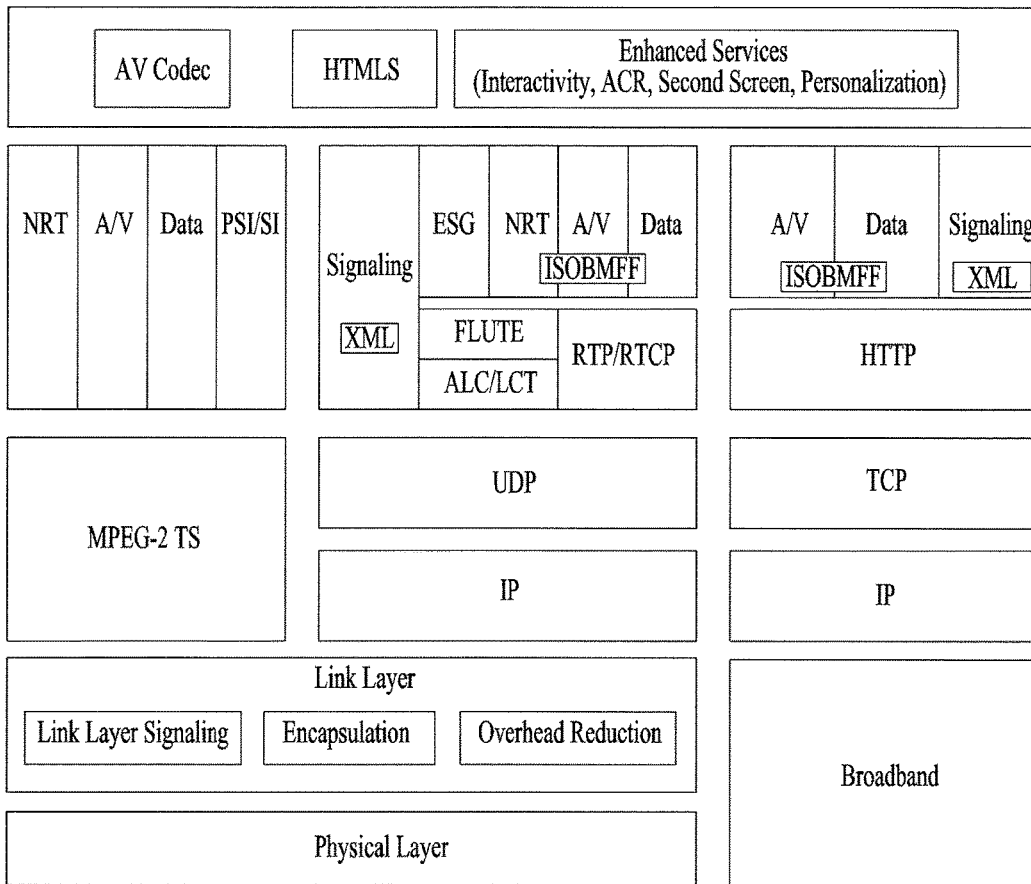 AV Codec
HTMLS
Enhanced Services
(Interactivity, ACR, Second Screen, Personalization)
NRT
A/V
Data
PSI/SI
Signaling
XML
ESG
NRT
A/V
Data
ISOBMFF
FLUTE
ALC/LCT
RTP/RTCP
A/V
Data
Signaling
ISOBMFF
XML
HTTP
MPEG-2 TS
UDP
TCP
IP
IP
Link Layer
Link Layer Signaling
Encapsulation
Overhead Reduction
Broadband
Physical Layer